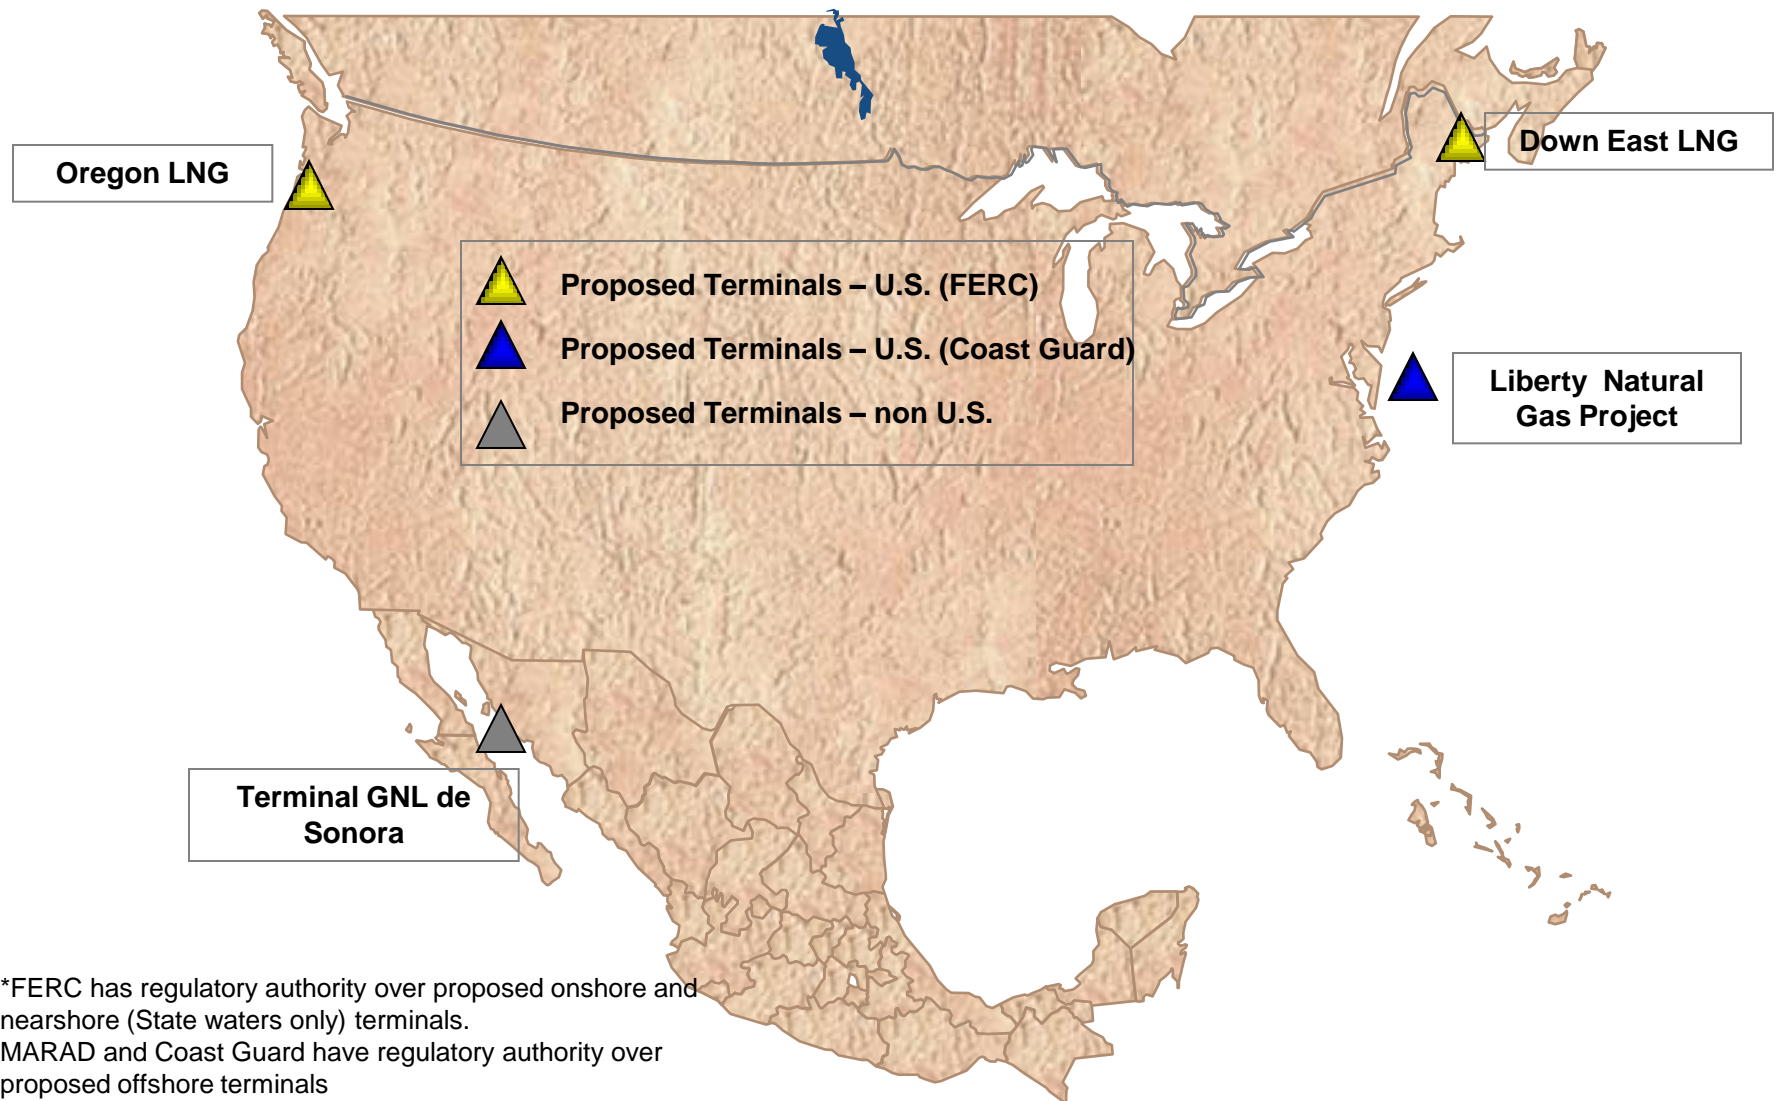 Oregon LNG
Down East LNG
Proposed Terminals – U.S. (FERC)
Proposed Terminals – U.S. (Coast Guard)
Proposed Terminals – non U.S.
Liberty Natural
Gas Project
Terminal GNL de
Sonora
*FERC has regulatory authority over proposed onshore and
nearshore (State waters only) terminals.
MARAD and Coast Guard have regulatory authority over
proposed offshore terminals